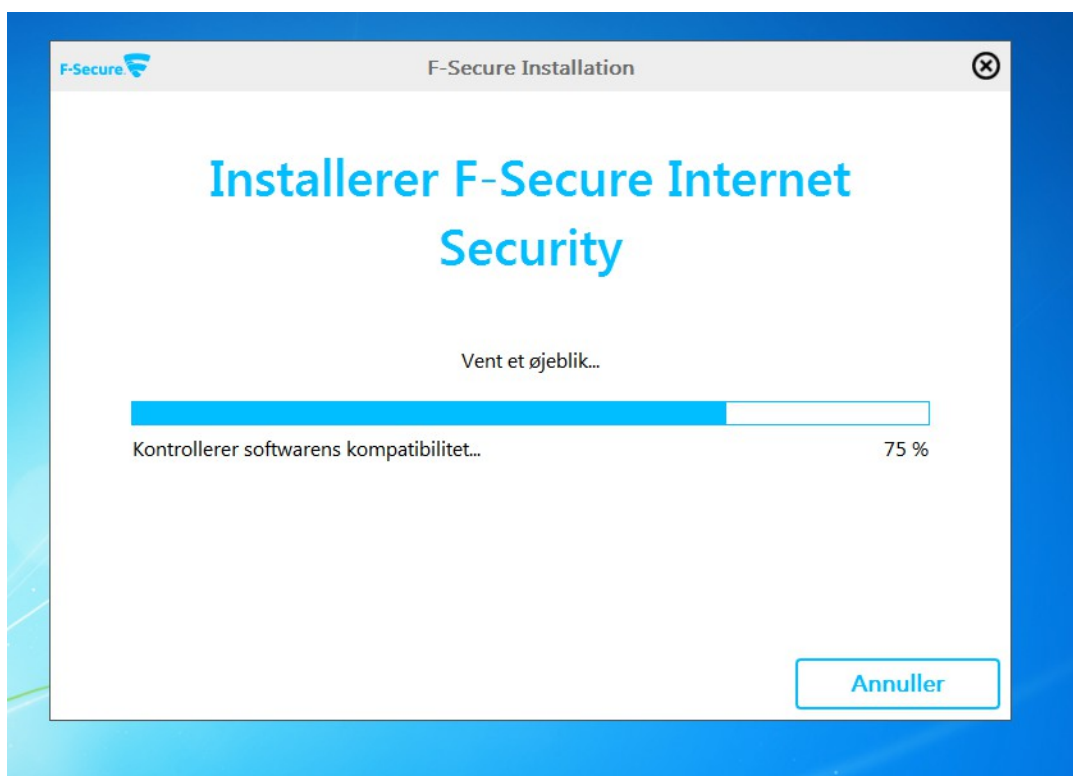 F-Secure.
F-Secure Installation
Installerer F-Secure Internet
Security
Vent et øjeblik...
Kontrollerer softwarens kompatibilitet...
75 %
Annuller